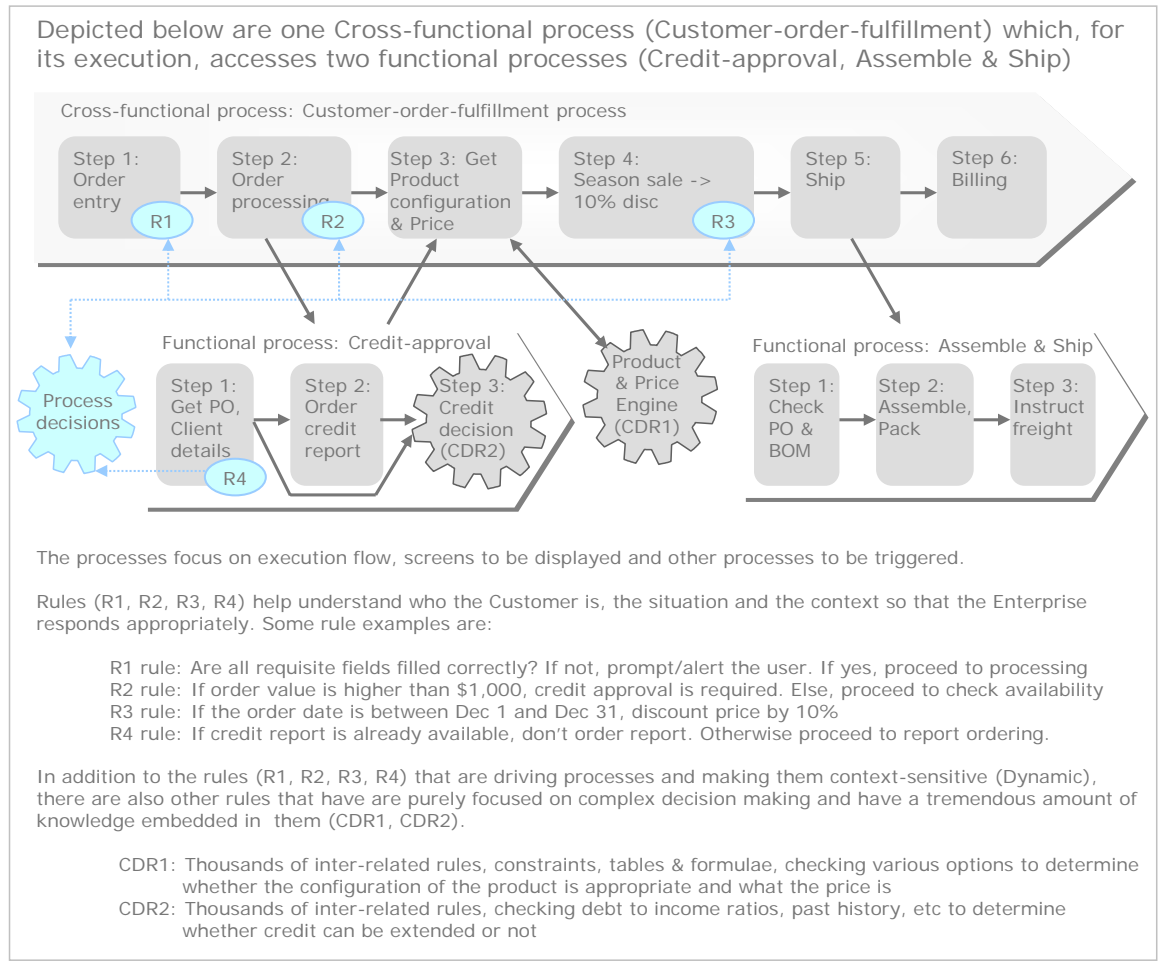 Depicted below are one Cross-functional process (Customer-order-fulfillment) which, for
its execution, accesses two functional processes (Credit-approval, Assemble & Ship)
Cross-functional process: Customer-order-fulfillment process
Step 1:
Order
entry
R1
Step 2:
Order
processing
R2
Step 3: Get
Product
configuration
& Price
Step 4:
Season sale ->
10% disc
R3
Step 5:
Ship
Step 6:
Billing
Process
decisions
Functional process: Credit-approval
Step 1:
Get PO,
Client
details
R4
Step 2:
Order
credit
report
Step 3:
Credit
decision
(CDR2)
Product
& Price
Engine
(CDR1)
Functional process: Assemble & Ship
Step 1:
Check
PO &
BOM
Step 2:
Assemble,
Pack
Step 3:
Instruct
freight
The processes focus on execution flow, screens to be displayed and other processes to be triggered.
Rules (R1, R2, R3, R4) help understand who the Customer is, the situation and the context so that the Enterprise
responds appropriately. Some rule examples are:
R1 rule: Are all requisite fields filled correctly? If not, prompt/alert the user. If yes, proceed to processing
R2 rule: If order value is higher than $1,000, credit approval is required. Else, proceed to check availability
R3 rule: If the order date is between Dec 1 and Dec 31, discount price by 10%
R4 rule: If credit report is already available, don't order report. Otherwise proceed to report ordering.
In addition to the rules (R1, R2, R3, R4) that are driving processes and making them context-sensitive (Dynamic),
there are also other rules that have are purely focused on complex decision making and have a tremendous amount of
knowledge embedded in them (CDR1, CDR2).
CDR1: Thousands of inter-related rules, constraints, tables & formulae, checking various options to determine
whether the configuration of the product is appropriate and what the price is
CDR2: Thousands of inter-related rules, checking debt to income ratios, past history, etc to determine
whether credit can be extended or not